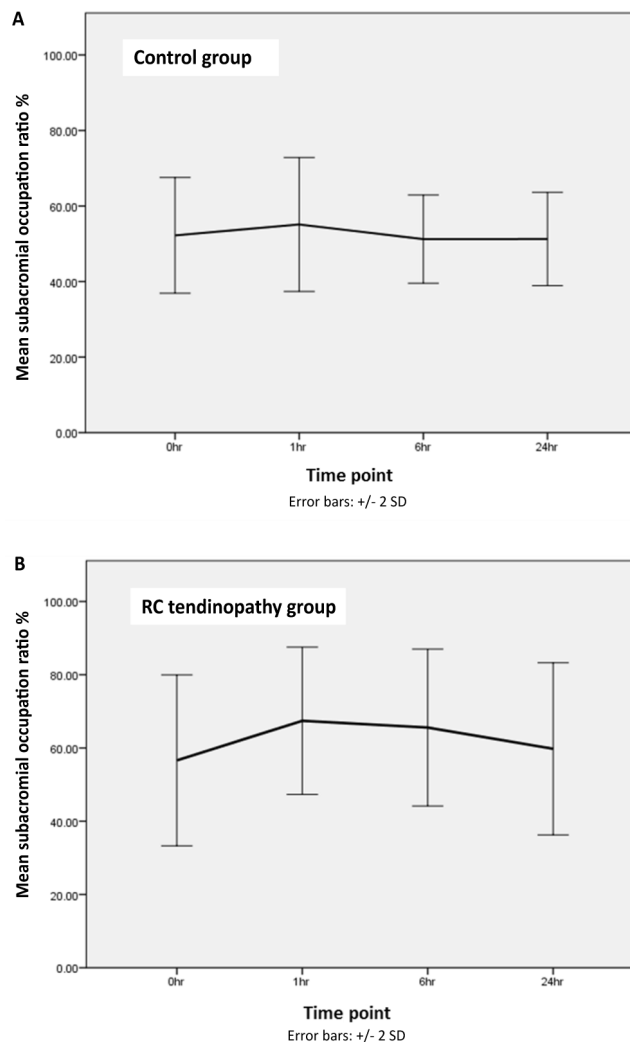 A
Control group
Mean subacromial occupation ratio %
100.00
80.00
60.00
40.00
20.00
0.00
0hr 1hr 6hr 24hr
Time point
Error bars: +/- 2 SD
B
RC tendinopathy group
Mean subacromial occupation ratio %
100.00
80.00
60.00
40.00
20.00
0.00
0hr 1hr 6hr 24hr
Time point
Error bars: +/- 2 SD